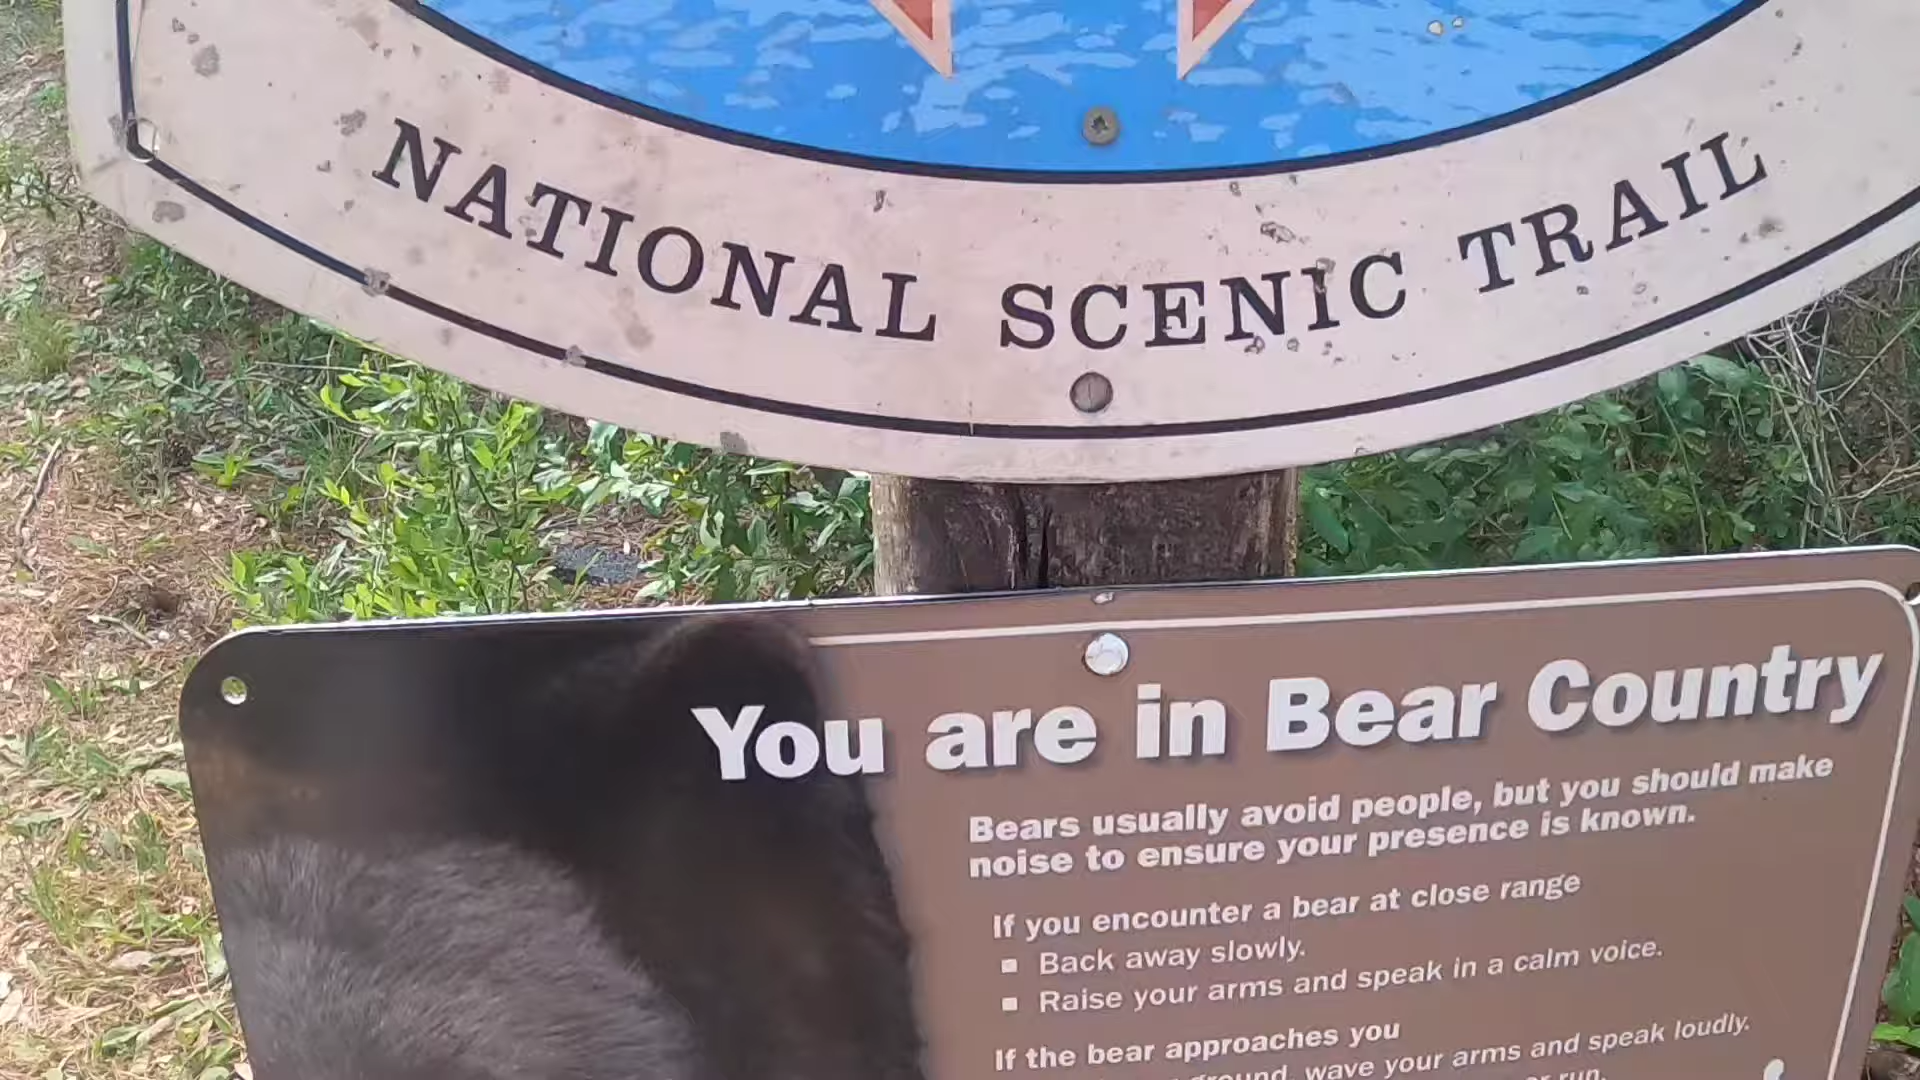 NATIONAL SCENIC TRAIL
You are in Bear Country
Bears usually avoid people, but you should make
noise to ensure your presence is known.
If you encounter a bear at close range
▪ Back away slowly.
▪ Raise your arms and speak in a calm voice.
If the bear approaches you
wave your arms and speak loudly.
run.